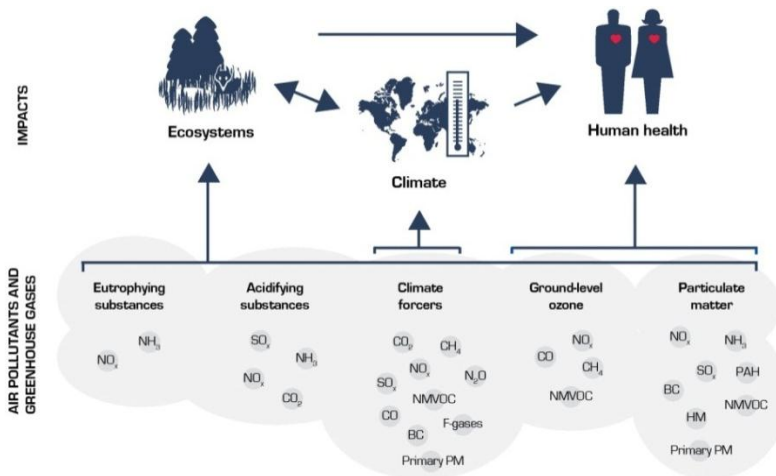 IMPACTS
Ecosystems
Climate
Human health
AIR POLLUTANTS AND
GREENHOUSE GASES
Eutrophying
substances
NOₓ
NH₃
Acidifying
substances
SOₓ
NH₃
NOₓ
CO₂
Climate
forcers
CO₂
CH₄
NOₓ
N₂O
SOₓ
NMVOC
CO
F-gases
BC
Primary PM
Ground-level
ozone
NOₓ
CO
CH₄
NMVOC
Particulate
matter
NOₓ
NH₃
SOₓ
PAH
BC
NMVOC
HM
Primary PM